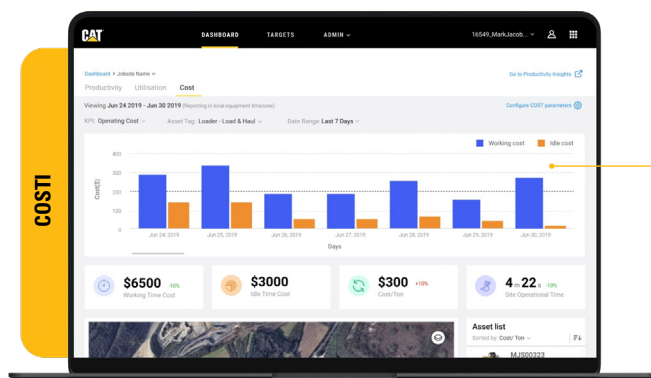 COSTI
CAT
DASHBOARD TARGETS ADMIN
16549_MarkJacob...
Dashboard > Jobsite Name
Go to Productivity Insights
Productivity Utilisation Cost
Viewing Jun 24 2019 - Jun 30 2019 (Reporting in local equipment timezone)
Configure COST parameters
KPI: Operating Cost Asset Tag: Loader - Load & Haul Date Range: Last 7 Days
Working cost Idle cost
Cost($)
400
300
200
100
0
Jun 24, 2019 Jun 25, 2019 Jun 26, 2019 Jun 27, 2019 Jun 28, 2019 Jun 29, 2019 Jun 30, 2019
Days
$6500 -10%
Working Time Cost
$3000
Idle Time Cost
$300 +10%
Cost/Ton
4 m 22 s -10%
Site Operational Time
Asset list
Sorted by: Cost/ Ton
MJS00323